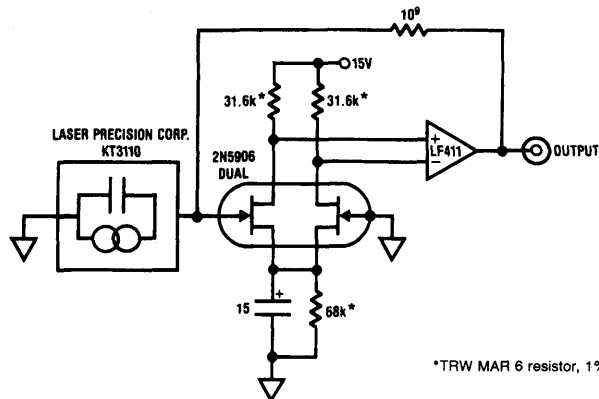 10⁹
15V
31.6k* 31.6k*
LASER PRECISION CORP.
KT3110
2N5906
DUAL
+
LF411
−
OUTPUT
15
+
68k*
*TRW MAR 6 resistor, 1%